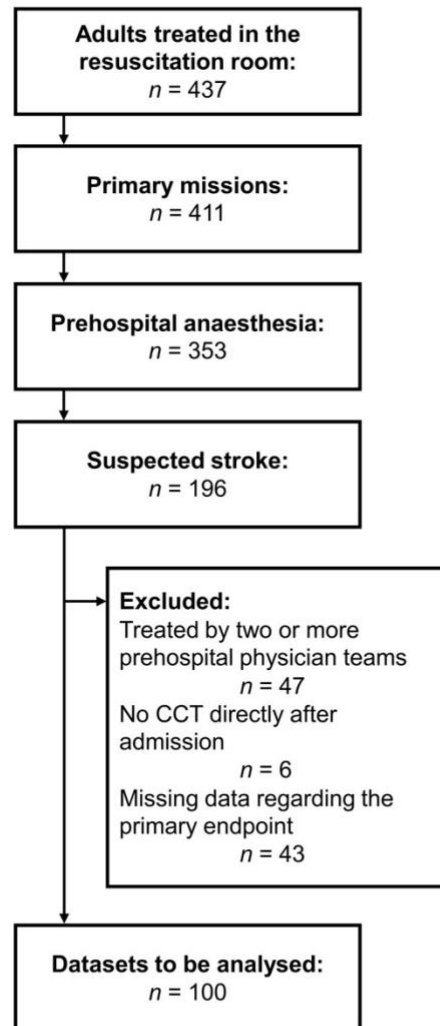 Adults treated in the
resuscitation room:
n = 437
Primary missions:
n = 411
Prehospital anaesthesia:
n = 353
Suspected stroke:
n = 196
Excluded:
Treated by two or more
prehospital physician teams
n = 47
No CCT directly after
admission
n = 6
Missing data regarding the
primary endpoint
n = 43
Datasets to be analysed:
n = 100